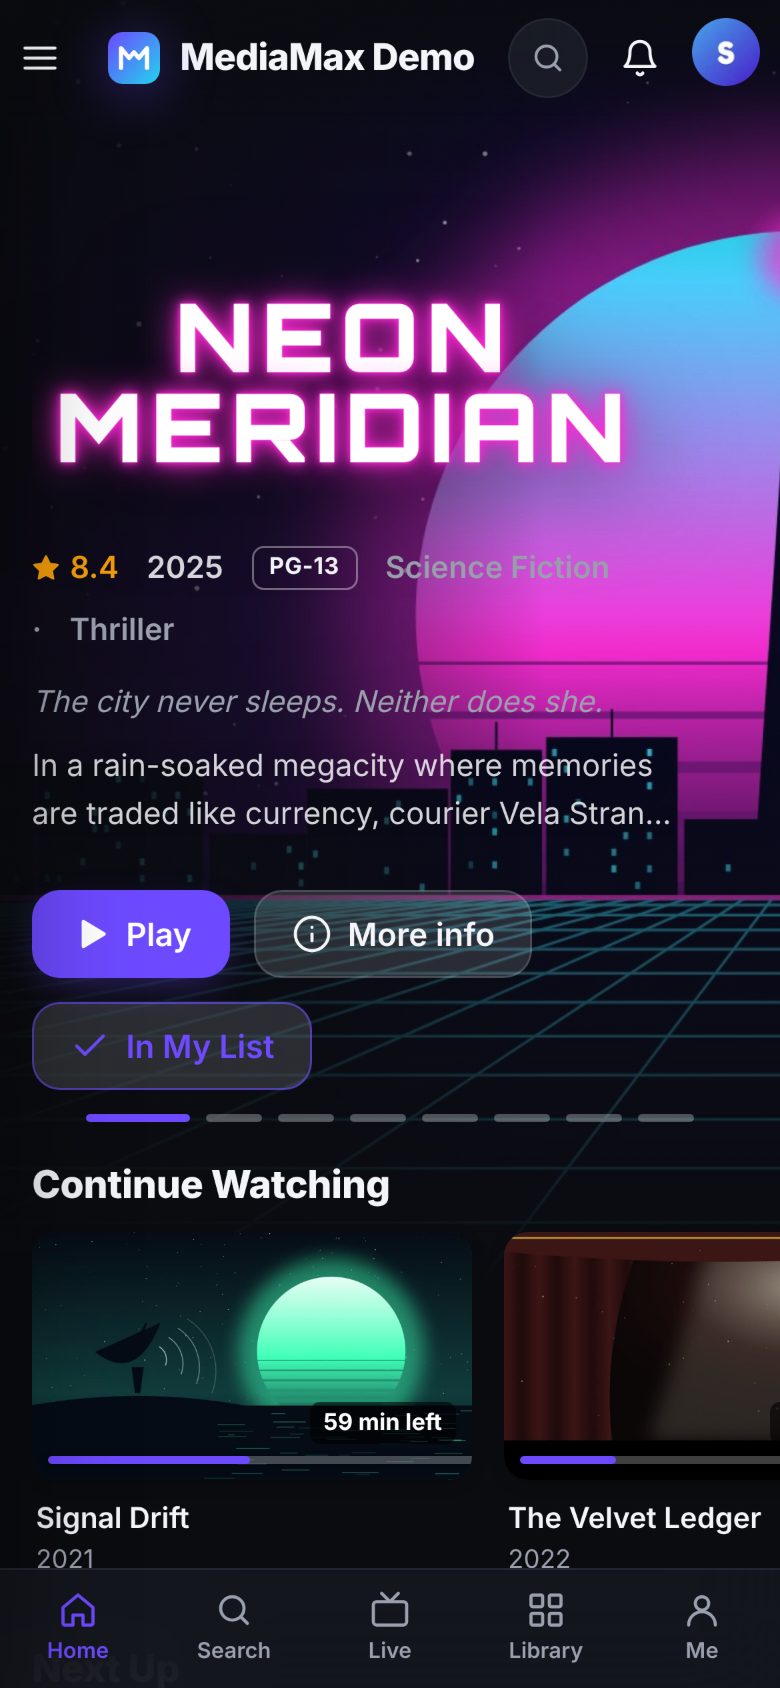 MediaMax Demo
S
NEON
MERIDIAN
8.4 2025 PG-13 Science Fiction
· Thriller
The city never sleeps. Neither does she.
In a rain-soaked megacity where memories
are traded like currency, courier Vela Stran...
Play
More info
In My List
Continue Watching
59 min left
Signal Drift
2021
The Velvet Ledger
2022
Next Up
Home
Search
Live
Library
Me